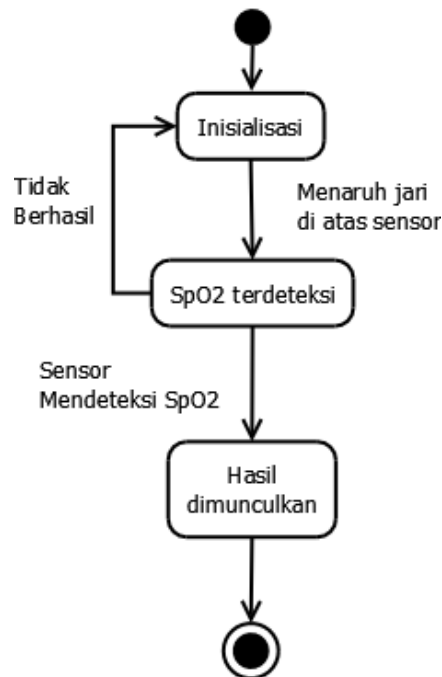 Inisialisasi
Tidak
Berhasil
Menaruh jari
di atas sensor
SpO2 terdeteksi
Sensor
Mendeteksi SpO2
Hasil
dimunculkan